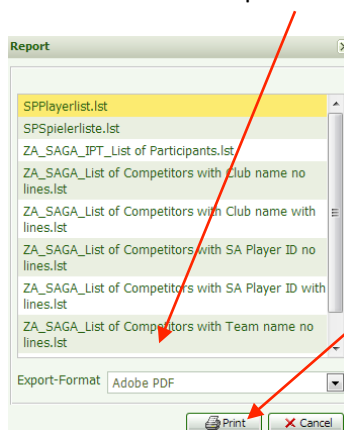 Report
SPPlayerlist.lst
SPSpielerliste.lst
ZA_SAGA_IPT_List of Participants.lst
ZA_SAGA_List of Competitors with Club name no
lines.lst
ZA_SAGA_List of Competitors with Club name with
lines.lst
ZA_SAGA_List of Competitors with SA Player ID no
lines.lst
ZA_SAGA_List of Competitors with SA Player ID with
lines.lst
ZA_SAGA_List of Competitors with Team name no
lines.lst
Export-Format Adobe PDF
Print Cancel